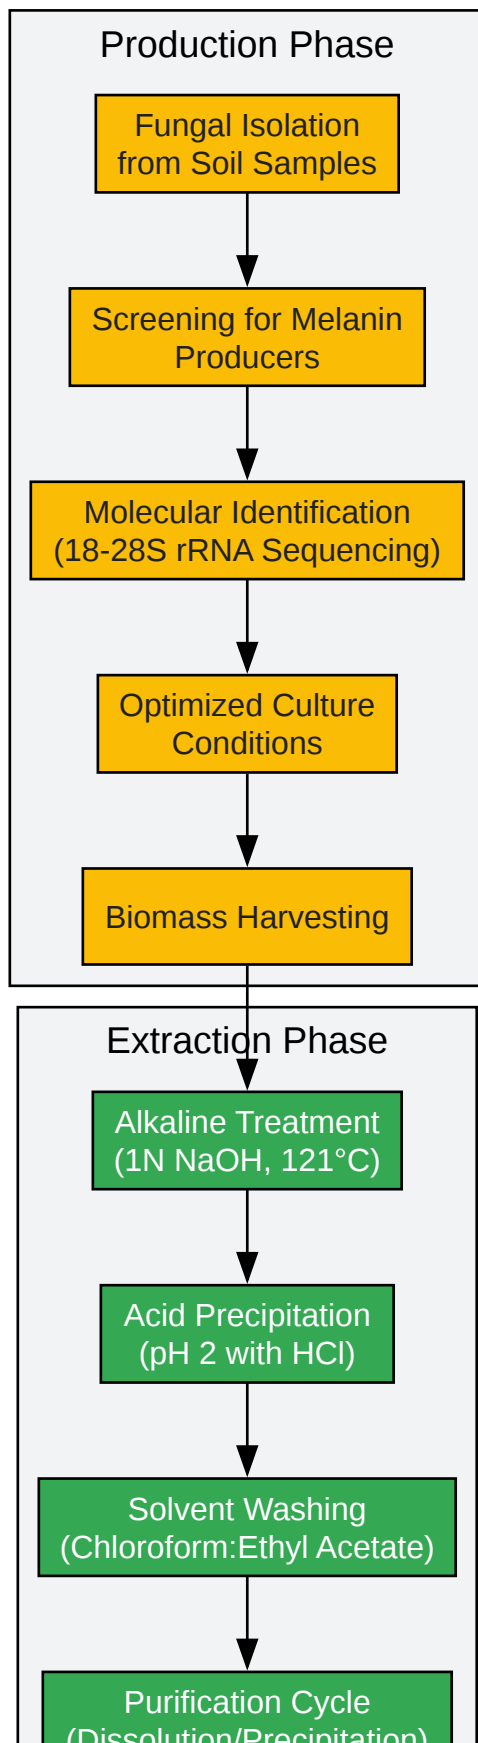 Production Phase
Fungal Isolation
from Soil Samples
Screening for Melanin
Producers
Molecular Identification
(18-28S rRNA Sequencing)
Optimized Culture
Conditions
Biomass Harvesting
Extraction Phase
Alkaline Treatment
(1N NaOH, 121°C)
Acid Precipitation
(pH 2 with HCl)
Solvent Washing
(Chloroform:Ethyl Acetate)
Purification Cycle
(Dissolution/Precipitation)